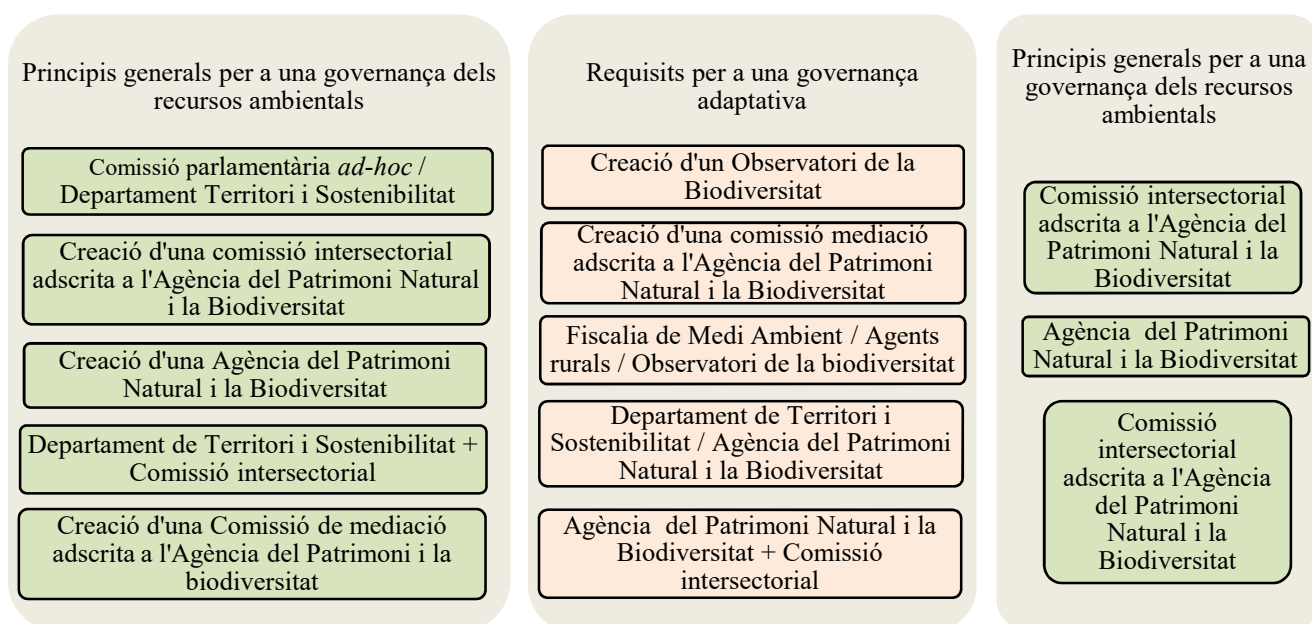 Principis generals per a una governança dels
recursos ambientals
Comissió parlamentària ad-hoc /
Departament Territori i Sostenibilitat
Creació d'una comissió intersectorial
adscrita a l'Agència del Patrimoni Natural
i la Biodiversitat
Creació d'una Agència del Patrimoni
Natural i la Biodiversitat
Departament de Territori i Sostenibilitat +
Comissió intersectorial
Creació d'una Comissió de mediació
adscrita a l'Agència del Patrimoni i la
biodiversitat
Requisits per a una governança
adaptativa
Creació d'un Observatori de la
Biodiversitat
Creació d'una comissió mediació
adscrita a l'Agència del Patrimoni
Natural i la Biodiversitat
Fiscalia de Medi Ambient / Agents
rurals / Observatori de la biodiversitat
Departament de Territori i
Sostenibilitat / Agència del Patrimoni
Natural i la Biodiversitat
Agència del Patrimoni Natural i la
Biodiversitat + Comissió
intersectorial
Principis generals per a una
governança dels recursos
ambientals
Comissió intersectorial
adscrita a l'Agència del
Patrimoni Natural i la
Biodiversitat
Agència del Patrimoni
Natural i la Biodiversitat
Comissió
intersectorial
adscrita a l'Agència
del Patrimoni
Natural i la
Biodiversitat